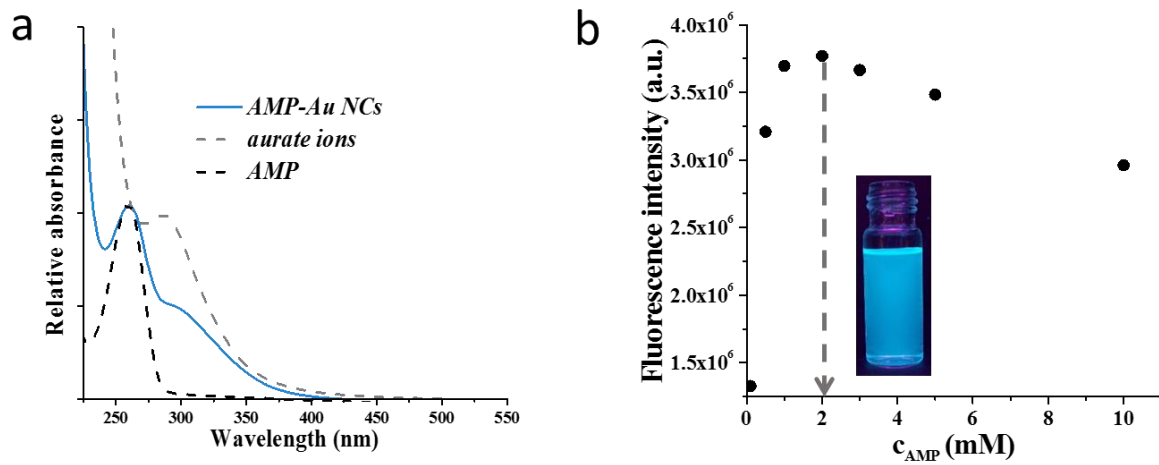 a
AMP-Au NCs
aurate ions
AMP
Relative absorbance
250
300
350
400
450
500
550
Wavelength (nm)
b
4.0x10⁶
3.5x10⁶
3.0x10⁶
2.5x10⁶
2.0x10⁶
1.5x10⁶
Fluorescence intensity (a.u.)
0
2
4
6
8
10
c_AMP (mM)